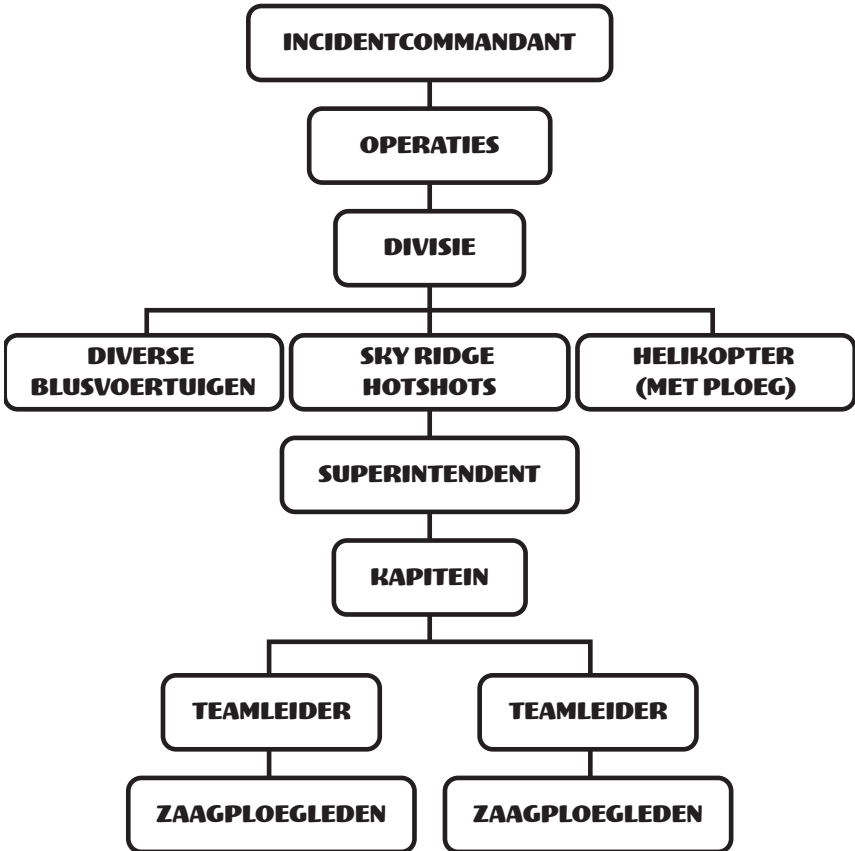 INCIDENTCOMMANDANT
OPERATIES
DIVISIE
DIVERSE
BLUSVOERTUIGEN
SKY RIDGE
HOTSHOTS
HELIKOPTER
(MET PLOEG)
SUPERINTENDENT
KAPITEIN
TEAMLEIDER
TEAMLEIDER
ZAAGPLOEGLEDEN
ZAAGPLOEGLEDEN